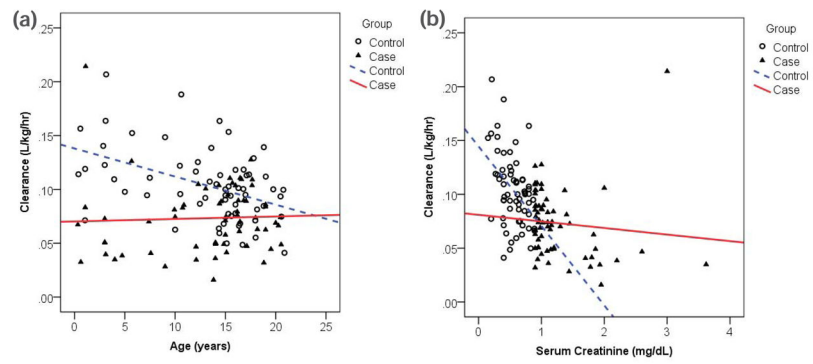 (a)
Clearance (L/kg/hr)
.25
.20
.15
.10
.05
.00
0 5 10 15 20 25
Age (years)
Group
Control
Case
Control
Case
(b)
Clearance (L/kg/hr)
.25
.20
.15
.10
.05
.00
0 1 2 3 4
Serum Creatinine (mg/dL)
Group
Control
Case
Control
Case